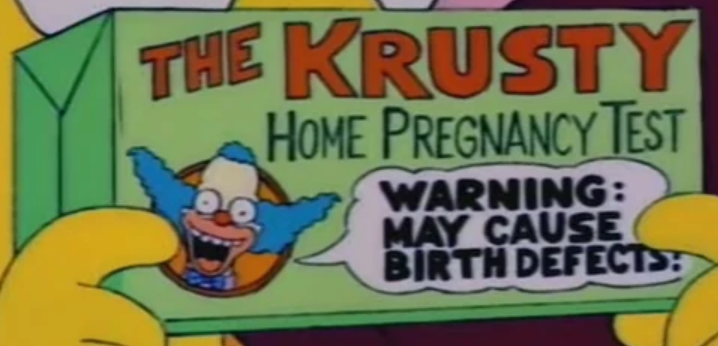 THE KRUSTY
HOME PREGNANCY TEST
WARNING:
MAY CAUSE
BIRTH DEFECTS!